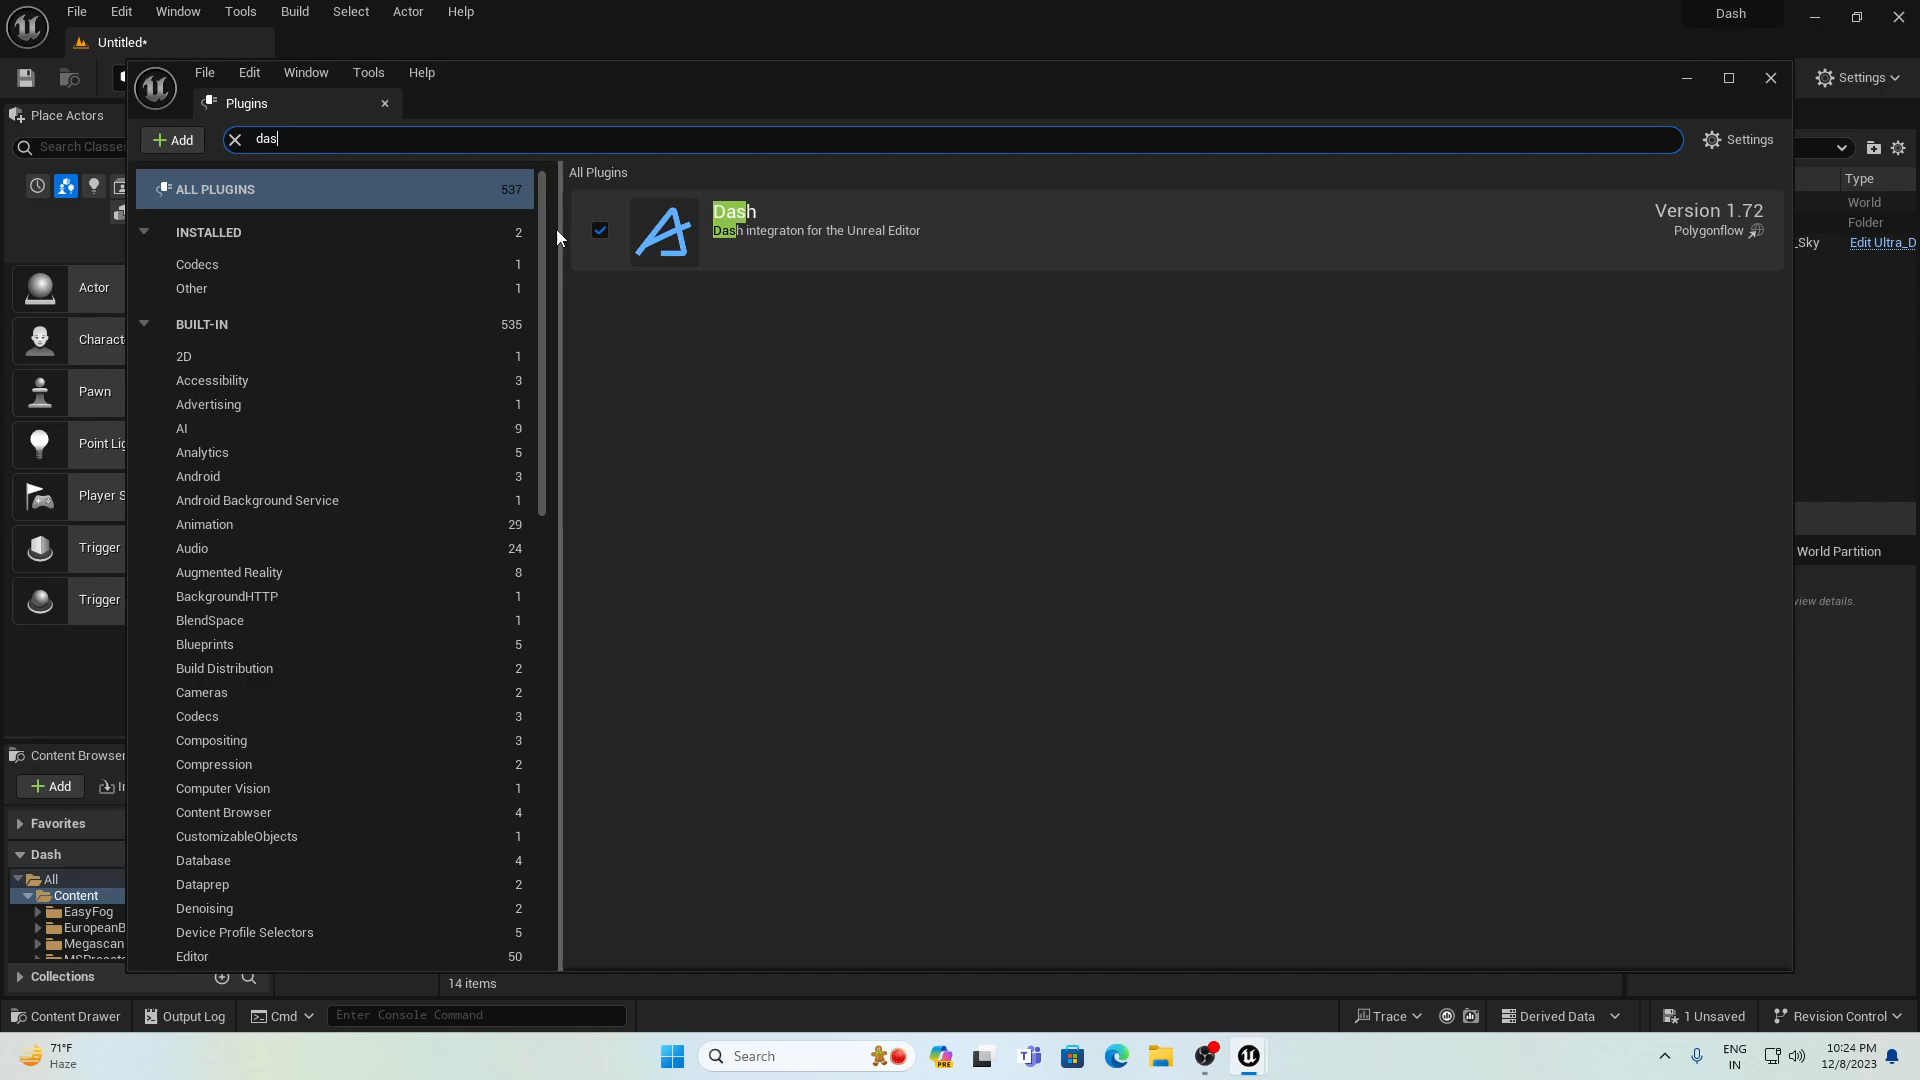 File Edit Window Tools Build Select Actor Help
Dash
Untitled*
File Edit Window Tools Help
Settings
Plugins
Place Actors
Add
das
Settings
Search Classe
ALL PLUGINS 537
All Plugins
Type
INSTALLED 2
Dash
Dash integraton for the Unreal Editor
Version 1.72
Polygonflow
World
Folder
_Sky
Edit Ultra_D
Codecs 1
Other 1
Actor
BUILT-IN 535
Charact
2D 1
Accessibility 3
Pawn
Advertising 1
AI 9
Point Lig
Analytics 5
Android 3
Player S
Android Background Service 1
Animation 29
Trigger
Audio 24
World Partition
Augmented Reality 8
BackgroundHTTP 1
Trigger
view details.
BlendSpace 1
Blueprints 5
Build Distribution 2
Cameras 2
Codecs 3
Compositing 3
Content Browser
Compression 2
Add
Computer Vision 1
Content Browser 4
Favorites
CustomizableObjects 1
Dash
Database 4
All
Dataprep 2
Content
EasyFog
Denoising 2
EuropeanB
Device Profile Selectors 5
Megascan
Editor 50
Collections
14 items
Content Drawer
Output Log
Cmd
Enter Console Command
Trace
Derived Data
1 Unsaved
Revision Control
71°F
Haze
Search
PRE
ENG
IN
10:24 PM
12/8/2023